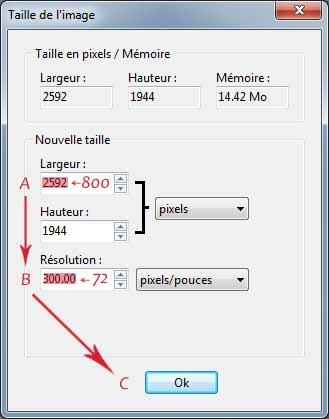 Taille de l'image
Taille en pixels / Mémoire
Largeur : Hauteur : Mémoire :
2592 1944 14.42 Mo
Nouvelle taille
Largeur :
A 2592 ←800
pixels
Hauteur :
1944
Résolution :
B 300.00 ←72 pixels/pouces
C Ok